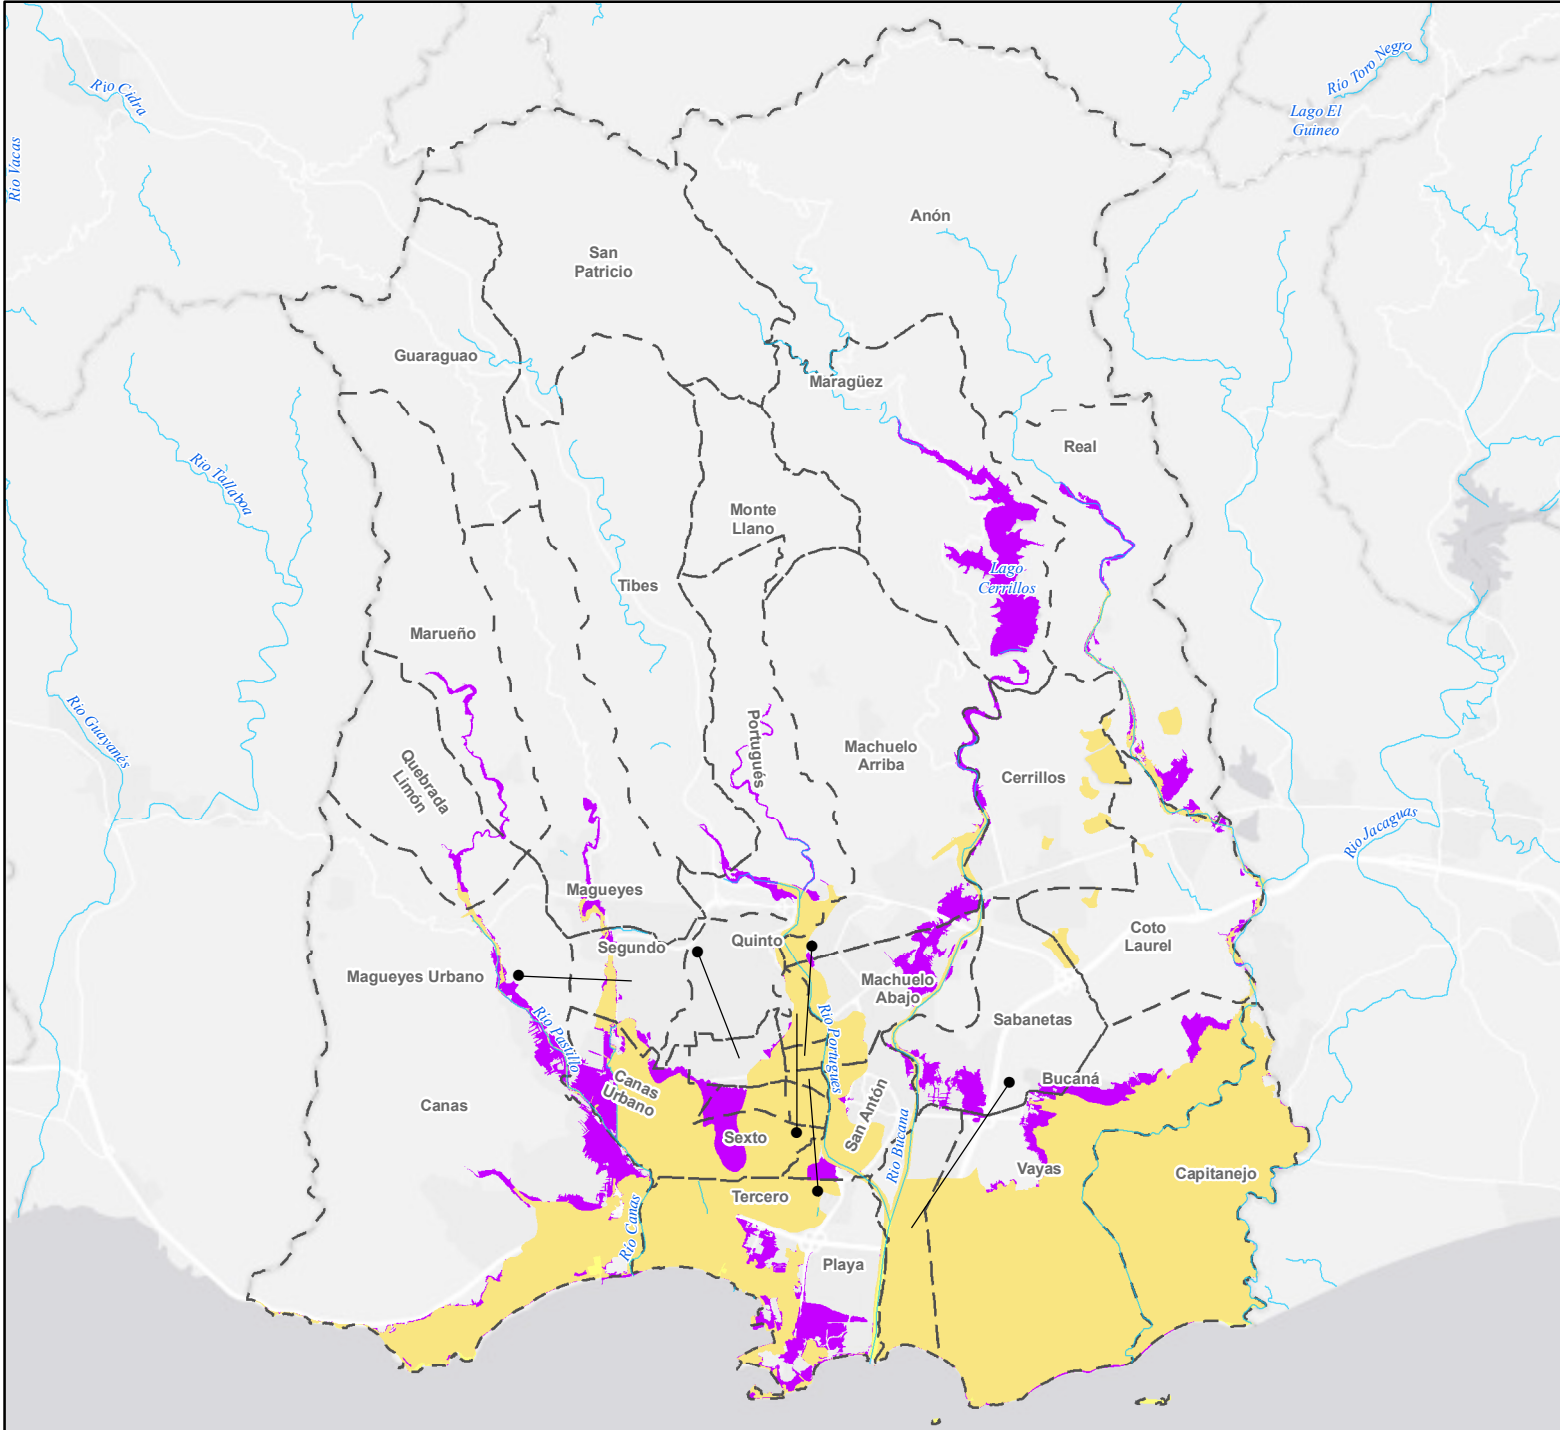 Río Toro Negro
Río Cidra
Lago El
Guineo
Río Vacas
Anón
San
Patricio
Guaraguao
Maragüez
Real
Río Tallaboa
Monte
Llano
Lago
Cerrillos
Tibes
Marueño
Río Guayanés
Portugués
Machuelo
Arriba
Cerrillos
Quebrada
Limón
Río Jacaguas
Magueyes
Segundo
Quinto
Coto
Laurel
Magueyes Urbano
Machuelo
Abajo
Sabanetas
Río Pastillo
Río Portugues
Bucaná
Canas
Urbano
Canas
San Antón
Sexto
Río Bucana
Vayas
Capitanejo
Tercero
Río Canas
Playa